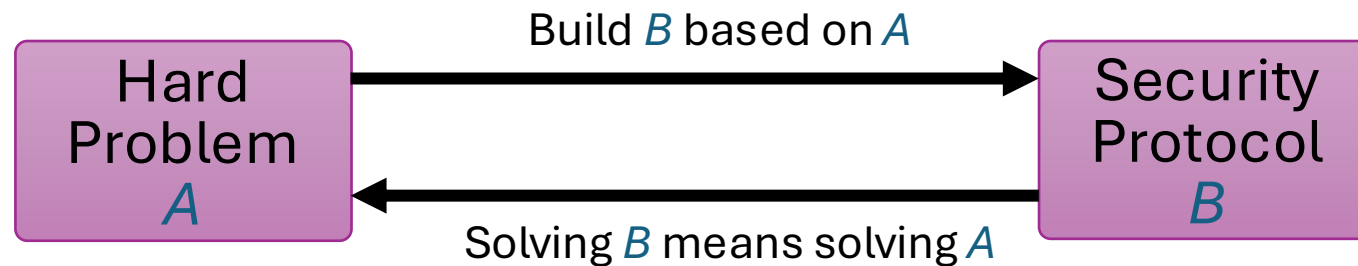 Build B based on A
Hard
Problem
A
Security
Protocol
B
Solving B means solving A